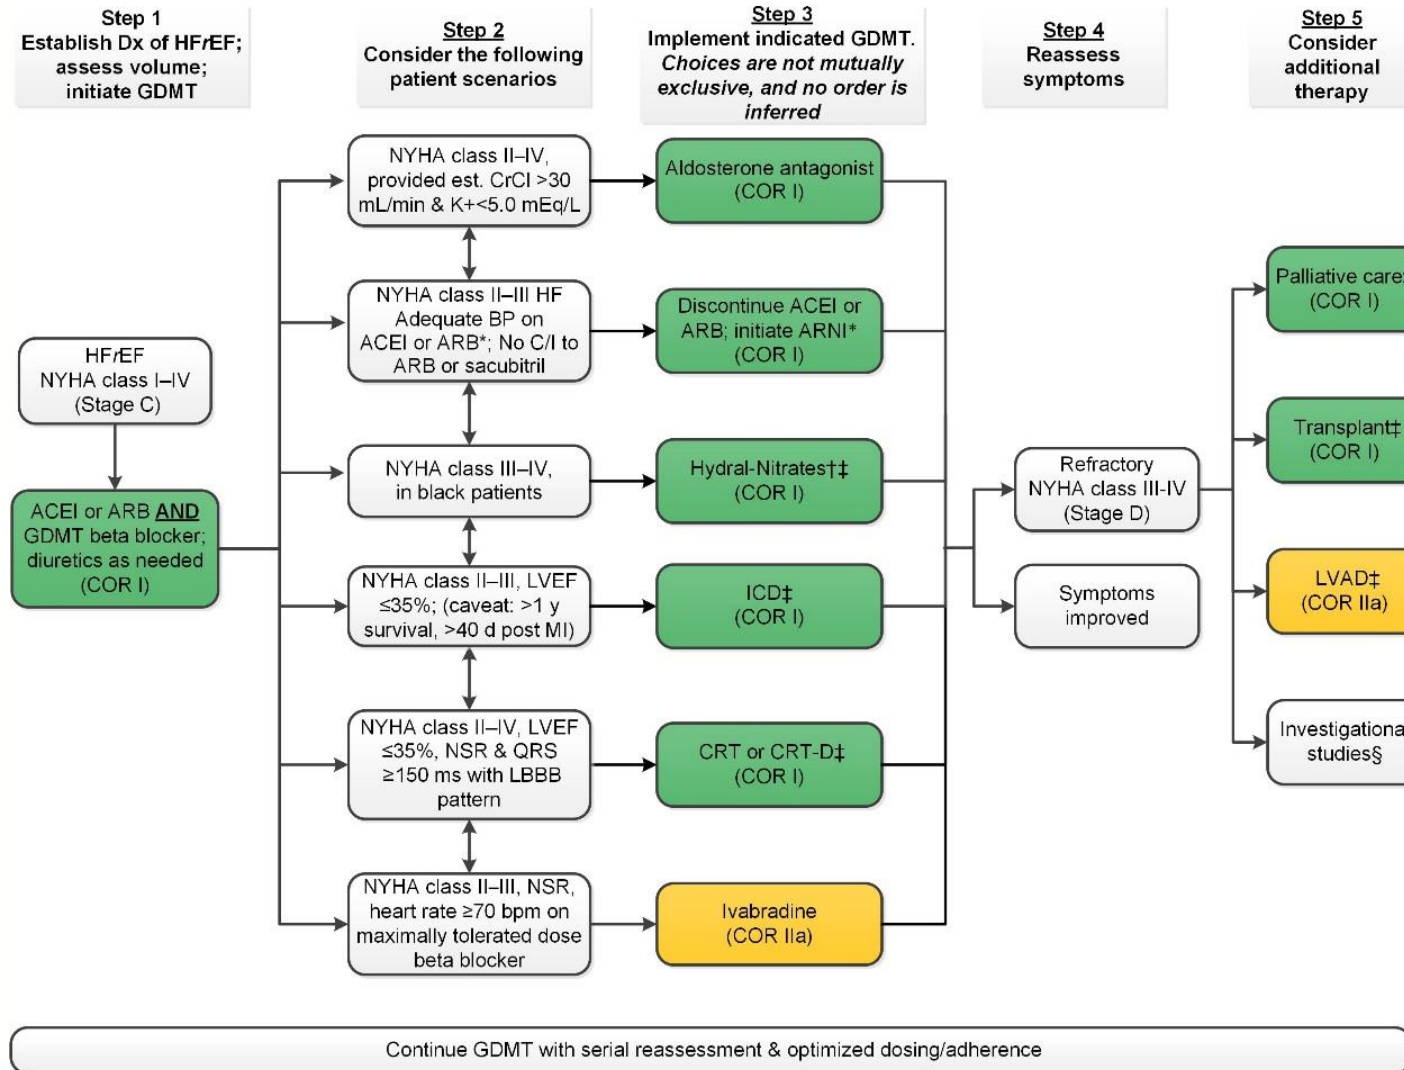 Step 1
Establish Dx of HFrEF;
assess volume;
initiate GDMT
Step 2
Consider the following
patient scenarios
Step 3
Implement indicated GDMT.
Choices are not mutually
exclusive, and no order is
inferred
Step 4
Reassess
symptoms
Step 5
Consider
additional
therapy
HFrEF
NYHA class I–IV
(Stage C)
ACEI or ARB AND
GDMT beta blocker;
diuretics as needed
(COR I)
NYHA class II–IV,
provided est. CrCl >30
mL/min & K+<5.0 mEq/L
NYHA class II–III HF
Adequate BP on
ACEI or ARB*; No C/I to
ARB or sacubitril
NYHA class III–IV,
in black patients
NYHA class II–III, LVEF
≤35%; (caveat: >1 y
survival, >40 d post MI)
NYHA class II–IV, LVEF
≤35%, NSR & QRS
≥150 ms with LBBB
pattern
NYHA class II–III, NSR,
heart rate ≥70 bpm on
maximally tolerated dose
beta blocker
Aldosterone antagonist
(COR I)
Discontinue ACEI or
ARB; initiate ARNI*
(COR I)
Hydral-Nitrates†‡
(COR I)
ICD‡
(COR I)
CRT or CRT-D‡
(COR I)
Ivabradine
(COR IIa)
Refractory
NYHA class III-IV
(Stage D)
Symptoms
improved
Palliative care
(COR I)
Transplant‡
(COR I)
LVAD‡
(COR IIa)
Investigationa
studies§
Continue GDMT with serial reassessment & optimized dosing/adherence